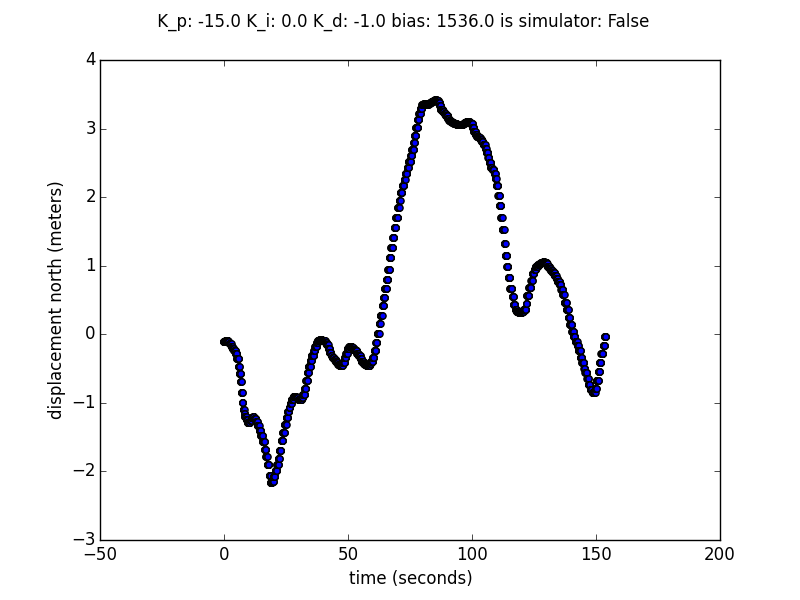 K_p: -15.0 K_i: 0.0 K_d: -1.0 bias: 1536.0 is simulator: False
4
3
2
1
0
−1
−2
−3
displacement north (meters)
−50 0 50 100 150 200
time (seconds)